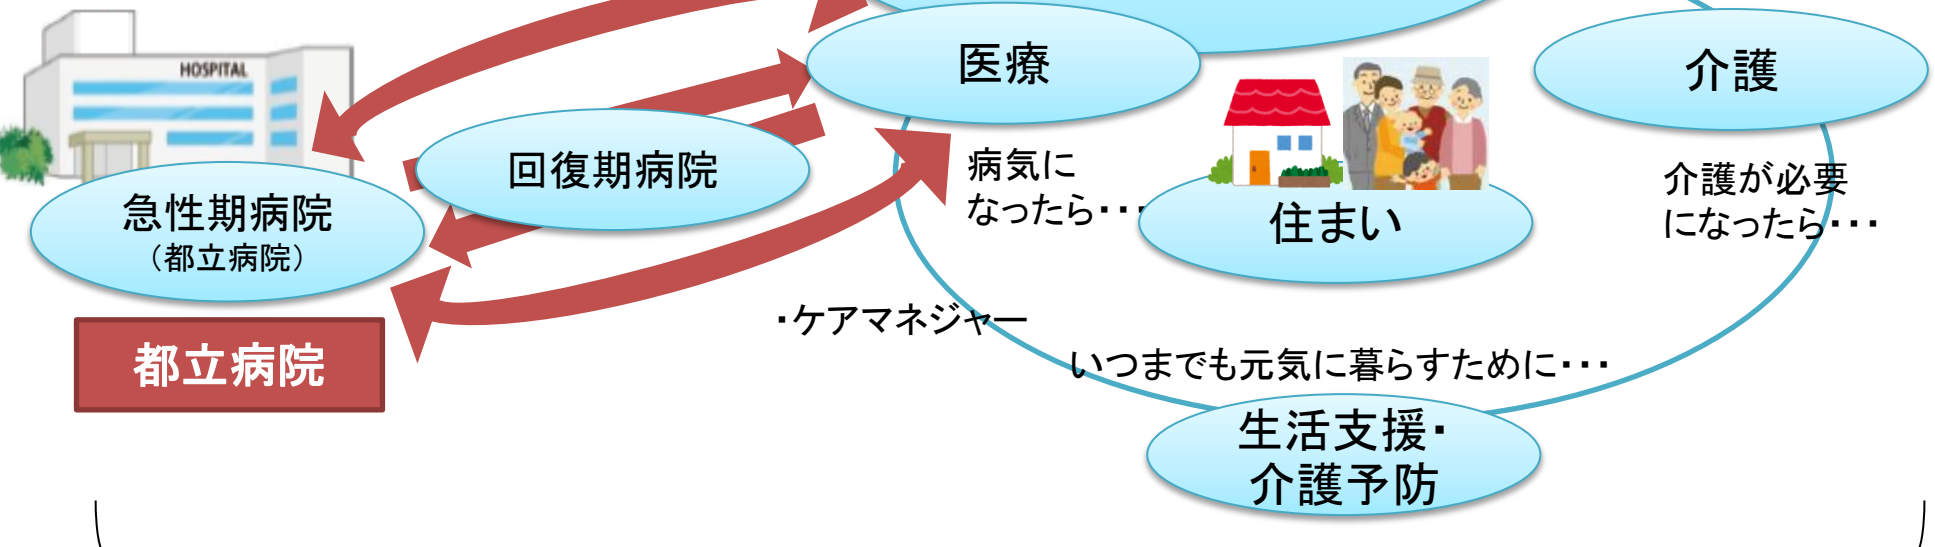 HOSPITAL
医療
介護
回復期病院
急性期病院
（都立病院）
病気に
なったら・・・
住まい
介護が必要
になったら・・・
・ケアマネジャー
都立病院
いつまでも元気に暮らすために・・・
生活支援・
介護予防